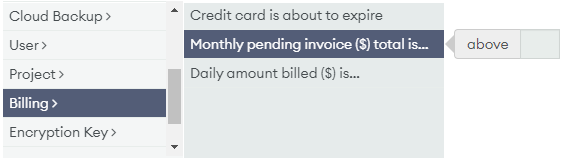 Cloud Backup >
User >
Project >
Billing >
Encryption Key >
Credit card is about to expire
Monthly pending invoice ($) total is...
Daily amount billed ($) is...
above